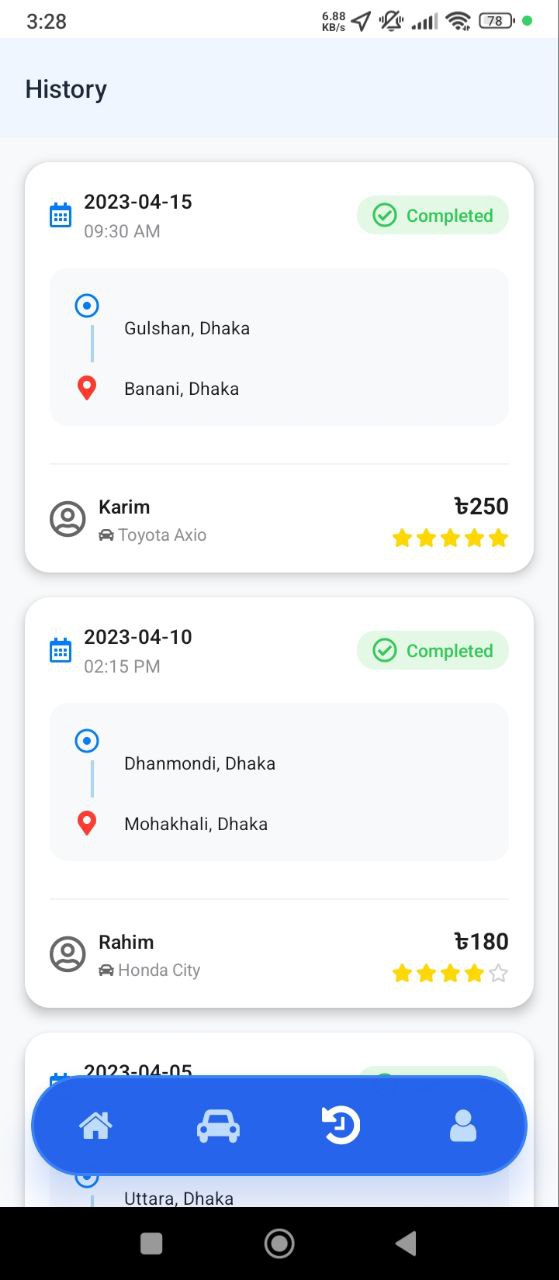 3:28
6.88
KB/s
78
History
2023-04-15
09:30 AM
Completed
Gulshan, Dhaka
Banani, Dhaka
Karim
Toyota Axio
৳250
2023-04-10
02:15 PM
Completed
Dhanmondi, Dhaka
Mohakhali, Dhaka
Rahim
Honda City
৳180
2023-04-05
Uttara, Dhaka